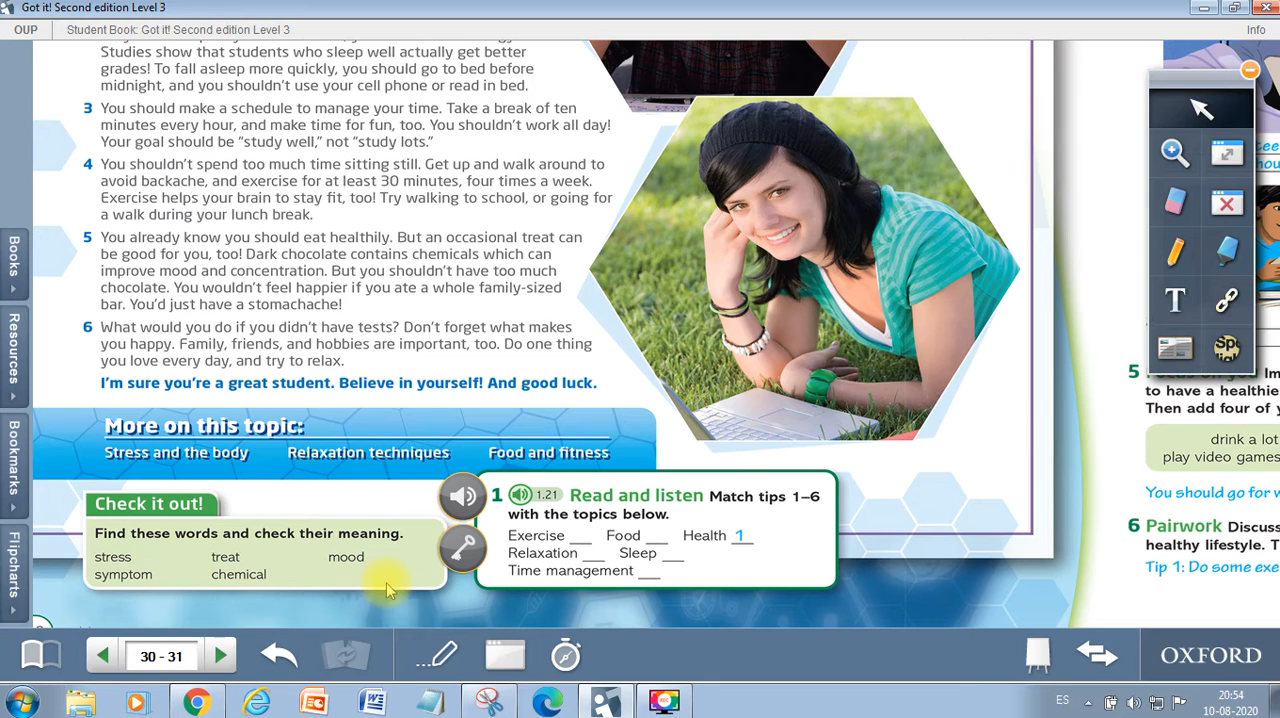 Got it! Second edition Level 3
OUP
Student Book: Got it! Second edition Level 3
Info
Studies show that students who sleep well actually get better
grades! To fall asleep more quickly, you should go to bed before
midnight, and you shouldn't use your cell phone or read in bed.
3 You should make a schedule to manage your time. Take a break of ten
minutes every hour, and make time for fun, too. You shouldn't work all day!
Your goal should be "study well," not "study lots."
4 You shouldn't spend too much time sitting still. Get up and walk around to
avoid backache, and exercise for at least 30 minutes, four times a week.
Exercise helps your brain to stay fit, too! Try walking to school, or going for
a walk during your lunch break.
5 You already know you should eat healthily. But an occasional treat can
be good for you, too! Dark chocolate contains chemicals which can
improve mood and concentration. But you shouldn't have too much
chocolate. You wouldn't feel happier if you ate a whole family-sized
bar. You'd just have a stomachache!
6 What would you do if you didn't have tests? Don't forget what makes
you happy. Family, friends, and hobbies are important, too. Do one thing
you love every day, and try to relax.
I'm sure you're a great student. Believe in yourself! And good luck.
More on this topic:
Stress and the body Relaxation techniques Food and fitness
Check it out!
Find these words and check their meaning.
stress treat mood
symptom chemical
1 1.21 Read and listen Match tips 1–6
with the topics below.
Exercise ___ Food ___ Health 1
Relaxation ___ Sleep ___
Time management ___
5
to have a healthie
Then add four of y
drink a lot
play video games
You should go for w
6 Pairwork Discus
healthy lifestyle. T
Tip 1: Do some exe
Books
Resources
Bookmarks
Flipcharts
T
Spo
30 - 31
OXFORD
REC
ES
20:54
10-08-2020